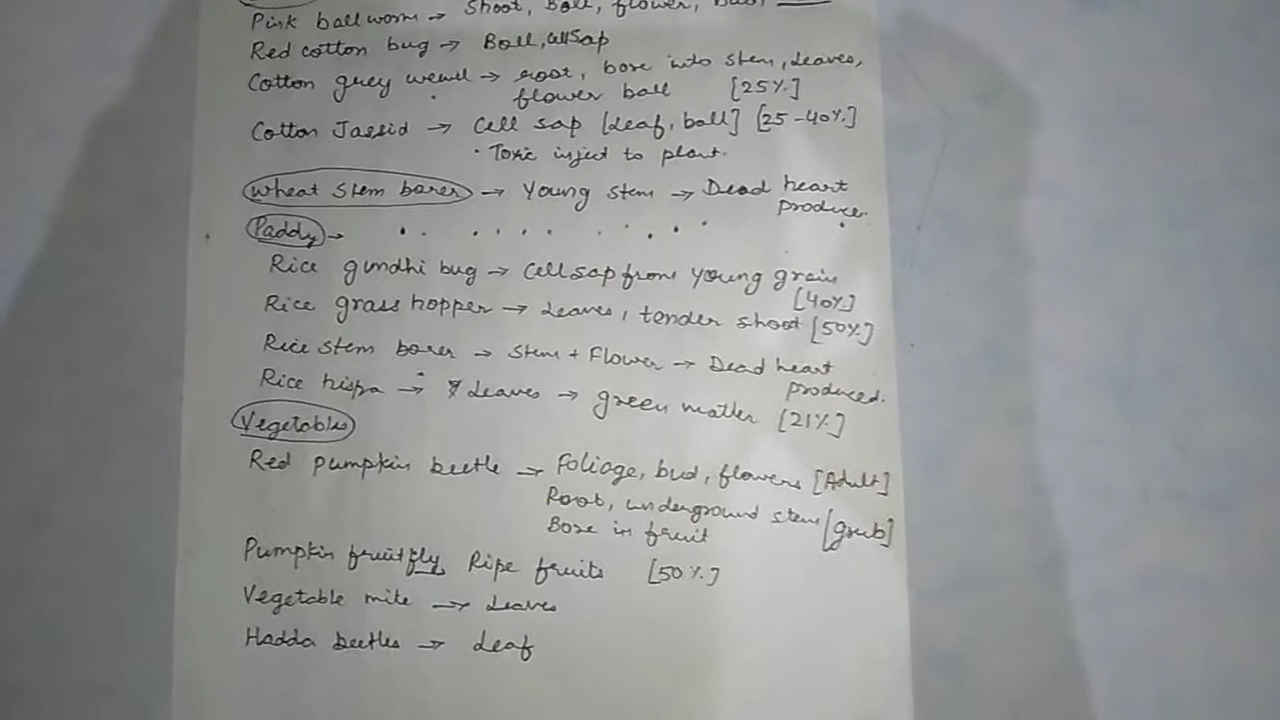 Pink ballworm → Shoot, Boll, flower, Bud,
Red cotton bug → Boll, cell sap
Cotton grey weevil → root, bore into stem, Leaves,
flower ball [25%]
Cotton Jassid → Cell sap [Leaf, ball] [25-40%]
• Toxic inject to plant.
Wheat stem borer → Young stem → Dead heart
produce.
Paddy →
Rice gundhi bug → Cell sap from young grain
[40%]
Rice grass hopper → Leaves, tender shoot [50%]
Rice stem borer → Stem + Flower → Dead heart
produced.
Rice hispa → Leaves → green matter [21%]
Vegetables
Red pumpkin beetle → Foliage, bud, flowers [Adult]
Root, underground stem [grub]
Bore in fruit
Pumpkin fruitfly Ripe fruits [50%]
Vegetable mite → Leaves
Hadda beetles → Leaf